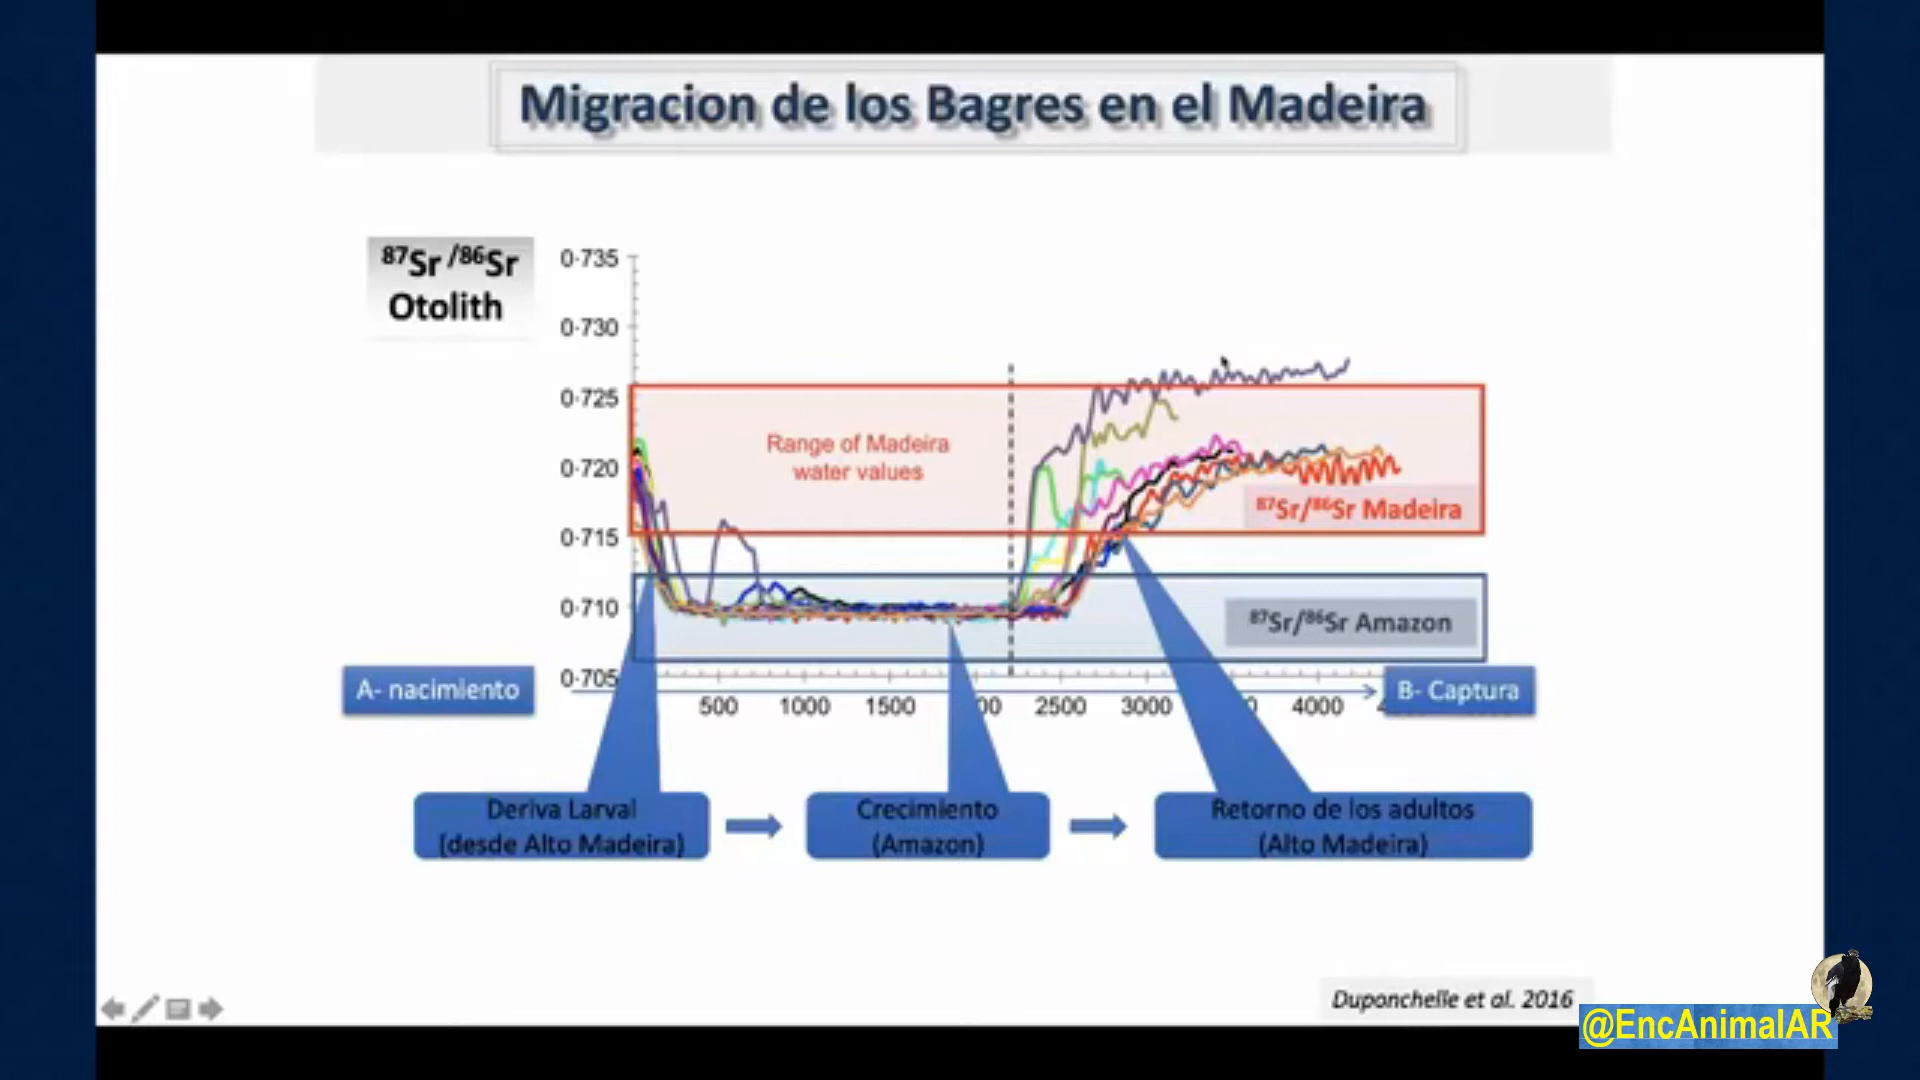 Migracion de los Bagres en el Madeira
87Sr/86Sr
Otolith
0·735
0·730
0·725
0·720
0·715
0·710
0·705
Range of Madeira
water values
87Sr/86Sr Madeira
87Sr/86Sr Amazon
A- nacimiento
500
1000
1500
2500
3000
4000
B- Captura
Deriva Larval
(desde Alto Madeira)
Crecimiento
(Amazon)
Retorno de los adultos
(Alto Madeira)
Duponchelle et al. 2016
@EncAnimalAR